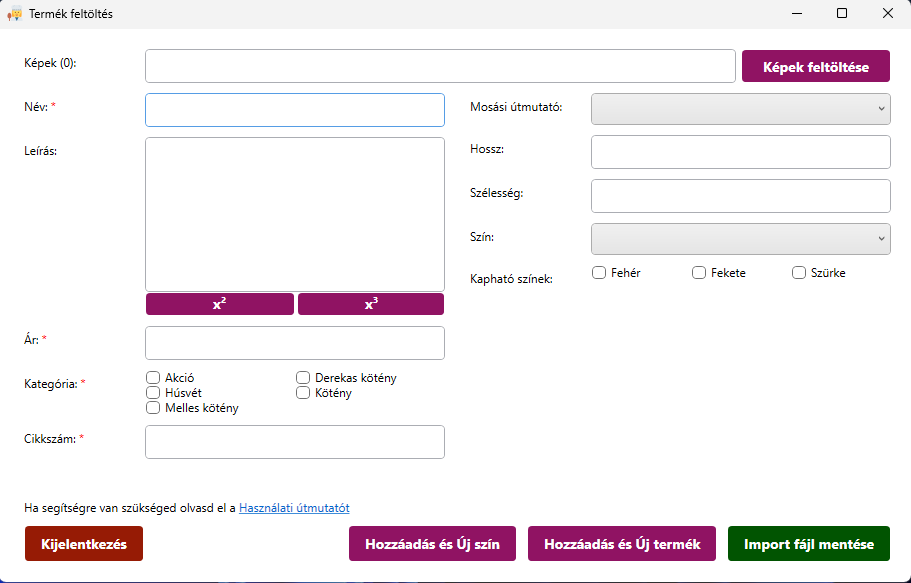 Termék feltöltés
Képek (0):
Képek feltöltése
Név: *
Mosási útmutató:
Leírás:
Hossz:
Szélesség:
Szín:
Kapható színek:
Fehér
Fekete
Szürke
x²
x³
Ár: *
Kategória: *
Akció
Derekas kötény
Húsvét
Kötény
Melles kötény
Cikkszám: *
Ha segítségre van szükséged olvasd el a Használati útmutatót
Kijelentkezés
Hozzáadás és Új szín
Hozzáadás és Új termék
Import fájl mentése